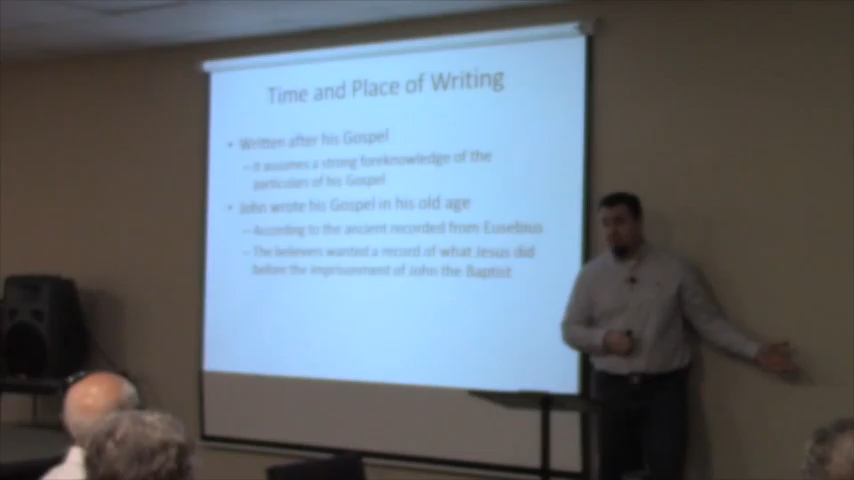 Time and Place of Writing
• Written after his Gospel
– It assumes a strong foreknowledge of the
particulars of his Gospel
• John wrote his Gospel in his old age
– According to the ancient recorded from Eusebius
– The believers wanted a record of what Jesus did
before the imprisonment of John the Baptist